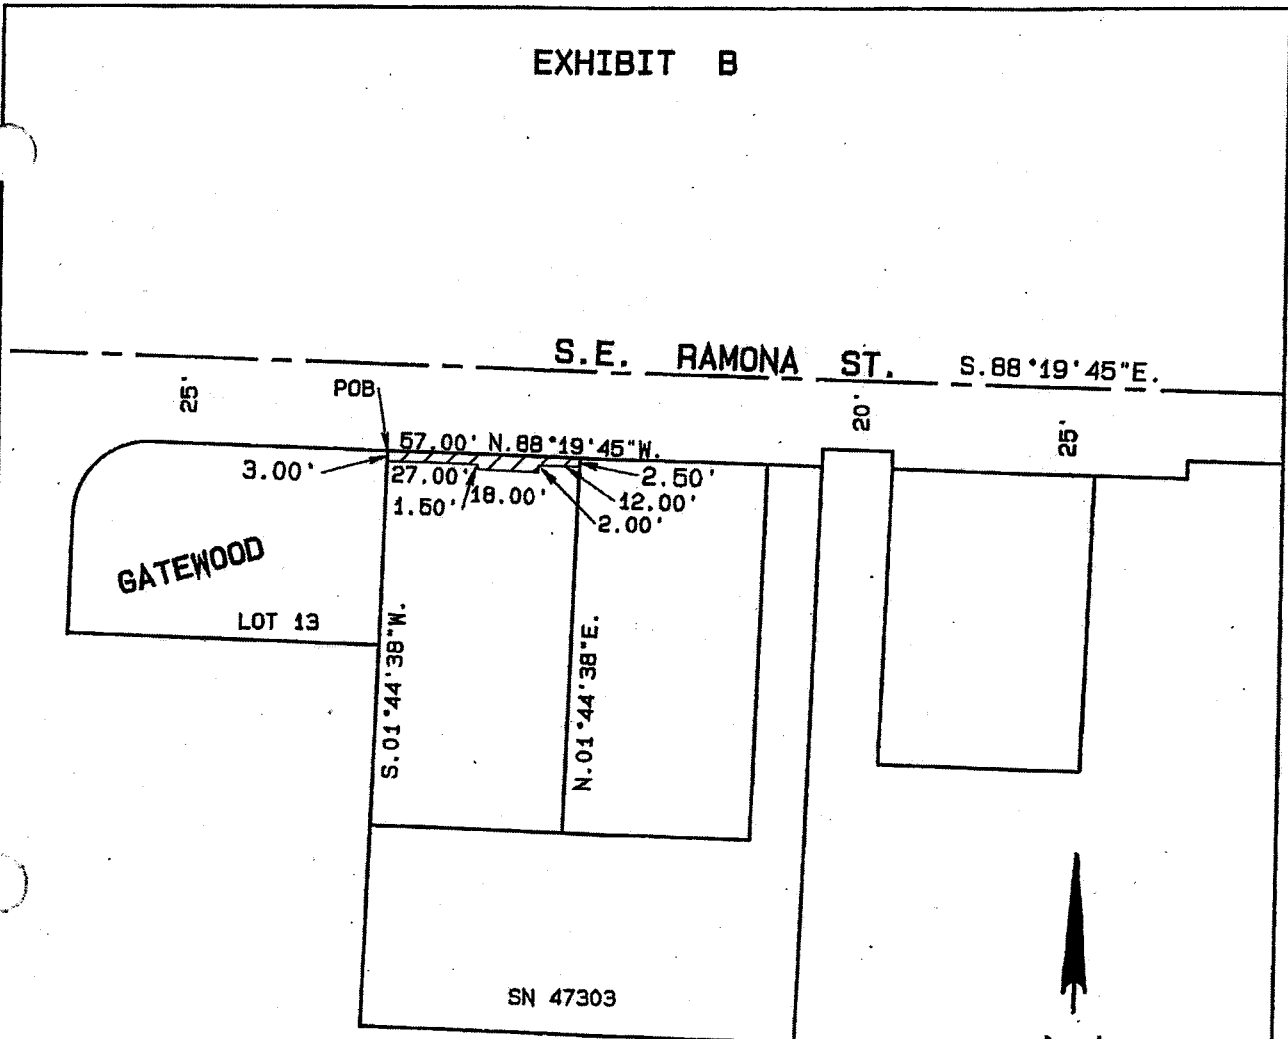 EXHIBIT B
S.E. RAMONA ST. S.88°19'45"E.
25'
POB
20'
25'
57.00' N.88°19'45"W.
3.00'
27.00'
2.50'
1.50'
18.00'
12.00'
2.00'
GATEWOOD
LOT 13
S.01°44'38"W.
N.01°44'38"E.
SN 47303